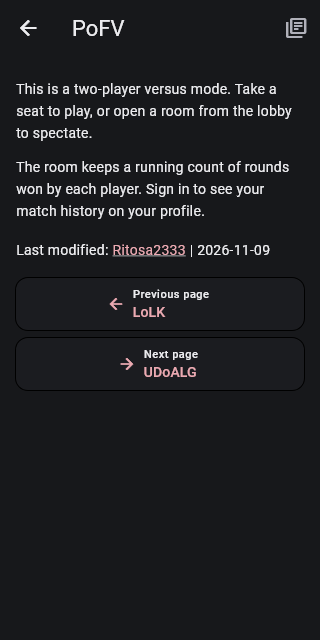 PoFV
This is a two-player versus mode. Take a
seat to play, or open a room from the lobby
to spectate.
The room keeps a running count of rounds
won by each player. Sign in to see your
match history on your profile.
Last modified: Ritosa2333 | 2026-11-09
Previous page
LoLK
Next page
UDoALG